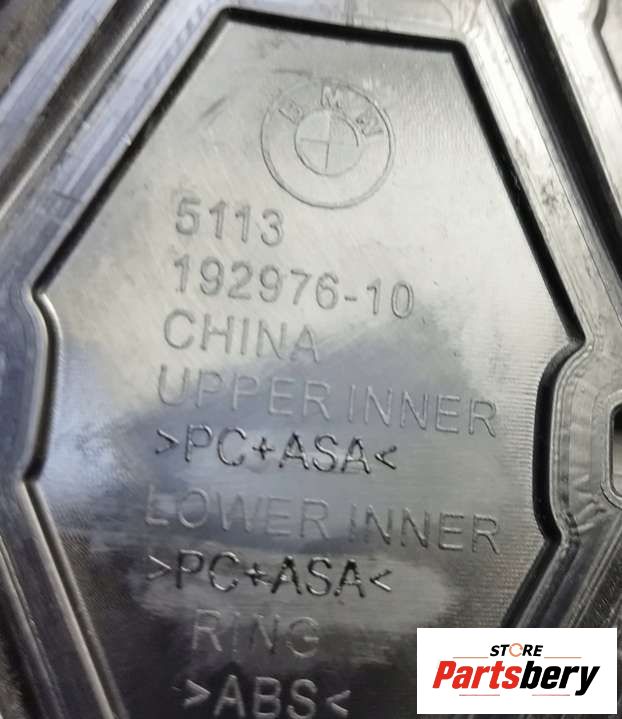 BMW
5113
192976-10
CHINA
UPPER INNER
>PC+ASA<
LOWER INNER
>PC+ASA<
RING
>ABS<
STORE
Partsbery